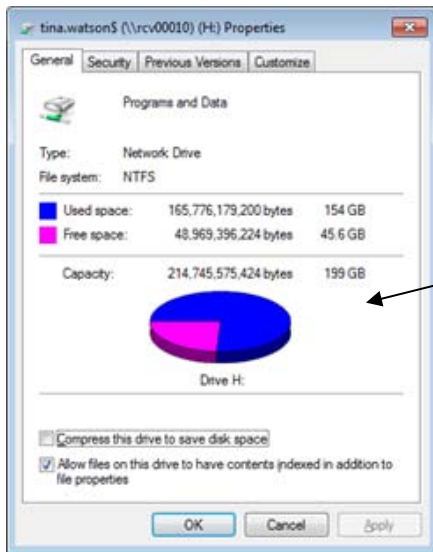 tina.watson$ (\\rcv00010) (H:) Properties
General Security Previous Versions Customize
Programs and Data
Type: Network Drive
File system: NTFS
Used space: 165,776,179,200 bytes 154 GB
Free space: 48,969,396,224 bytes 45.6 GB
Capacity: 214,745,575,424 bytes 199 GB
Drive H:
Compress this drive to save disk space
Allow files on this drive to have contents indexed in addition to
file properties
OK Cancel Apply